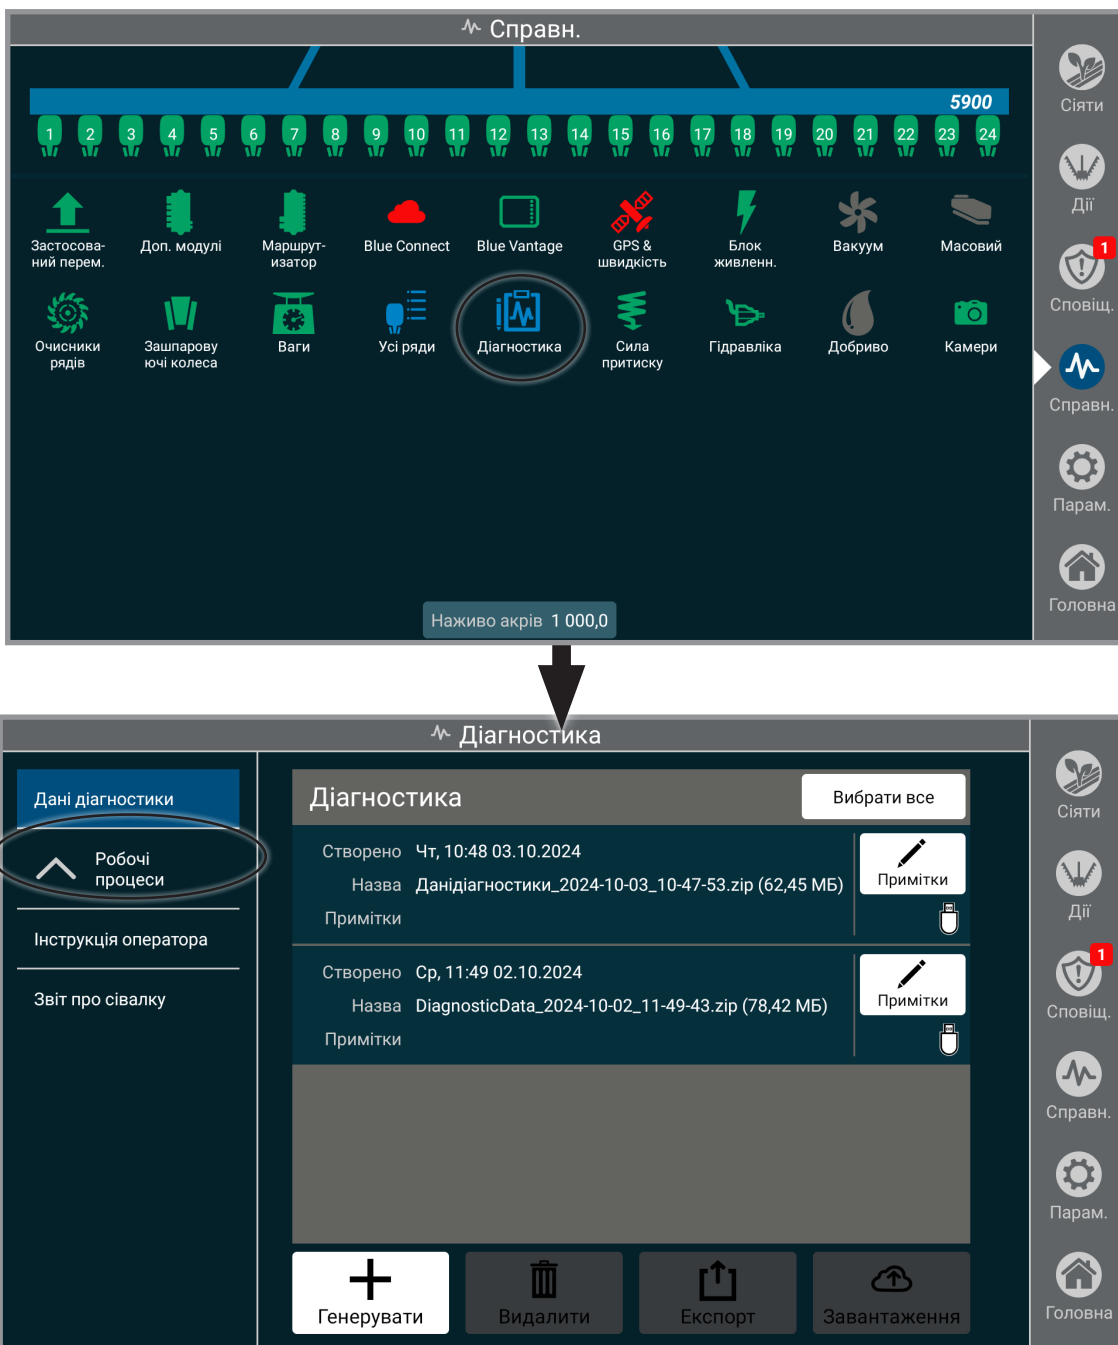 Справн.
5900
1 2 3 4 5 6 7 8 9 10 11 12 13 14 15 16 17 18 19 20 21 22 23 24
Застосова-
ний перем.
Доп. модулі
Маршрут-
изатор
Blue Connect
Blue Vantage
GPS &
швидкість
Блок
живленн.
Вакуум
Масовий
Очисники
рядів
Зашпарову
ючі колеса
Ваги
Усі ряди
Діагностика
Сила
притиску
Гідравліка
Добриво
Камери
Наживо акрів 1 000,0
Сіяти
Дії
1
Сповіщ.
Справн.
Парам.
Головна
Діагностика
Дані діагностики
Робочі
процеси
Інструкція оператора
Звіт про сівалку
Діагностика
Вибрати все
Створено Чт, 10:48 03.10.2024
Назва Данідіагностики_2024-10-03_10-47-53.zip (62,45 МБ)
Примітки
Примітки
Створено Ср, 11:49 02.10.2024
Назва DiagnosticData_2024-10-02_11-49-43.zip (78,42 МБ)
Примітки
Примітки
Генерувати
Видалити
Експорт
Завантаження
Сіяти
Дії
1
Сповіщ.
Справн.
Парам.
Головна